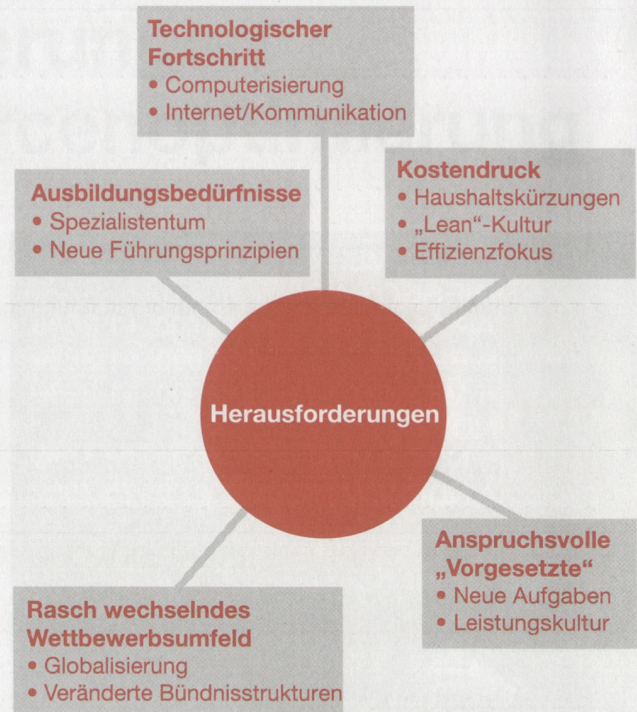 Technologischer
Fortschritt
• Computerisierung
• Internet/Kommunikation
Ausbildungsbedürfnisse
• Spezialistentum
• Neue Führungsprinzipien
Kostendruck
• Haushaltskürzungen
• „Lean“-Kultur
• Effizienzfokus
Herausforderungen
Anspruchsvolle
„Vorgesetzte“
• Neue Aufgaben
• Leistungskultur
Rasch wechselndes
Wettbewerbsumfeld
• Globalisierung
• Veränderte Bündnisstrukturen